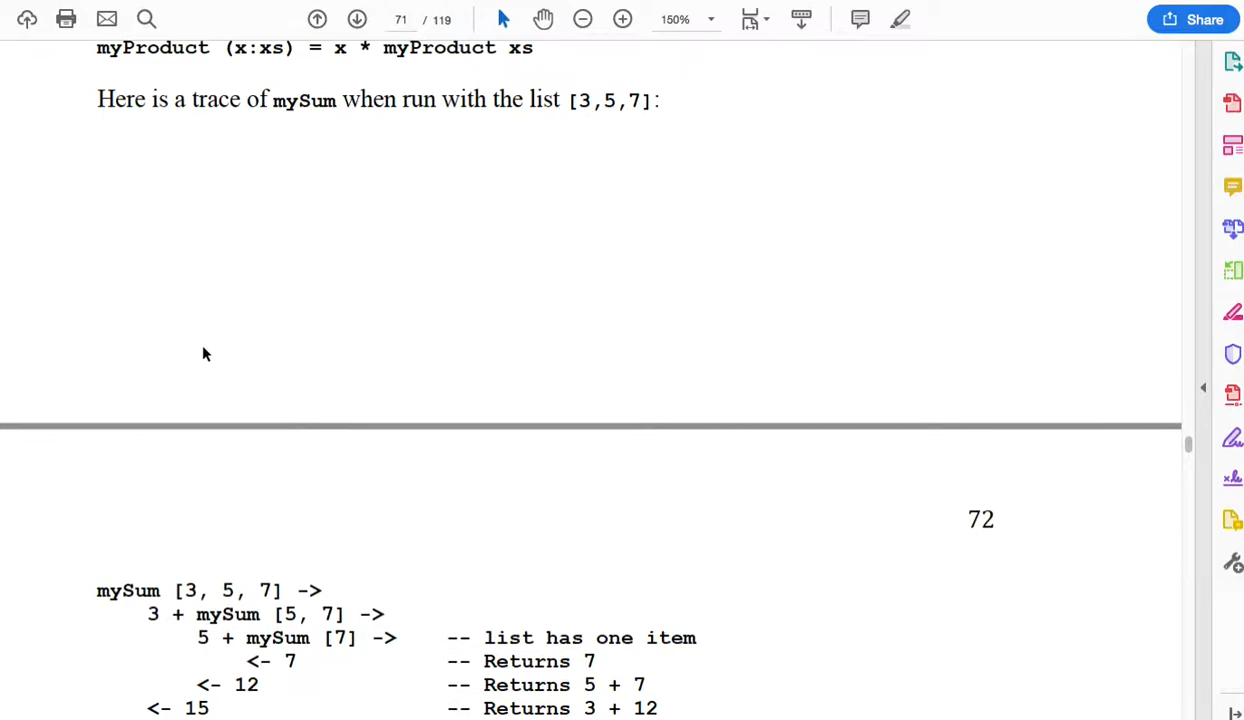 71 / 119
150%
Share
myProduct (x:xs) = x * myProduct xs
Here is a trace of mySum when run with the list [3,5,7]:
72
mySum [3, 5, 7] ->
3 + mySum [5, 7] ->
5 + mySum [7] -> -- list has one item
<- 7 -- Returns 7
<- 12 -- Returns 5 + 7
<- 15 -- Returns 3 + 12